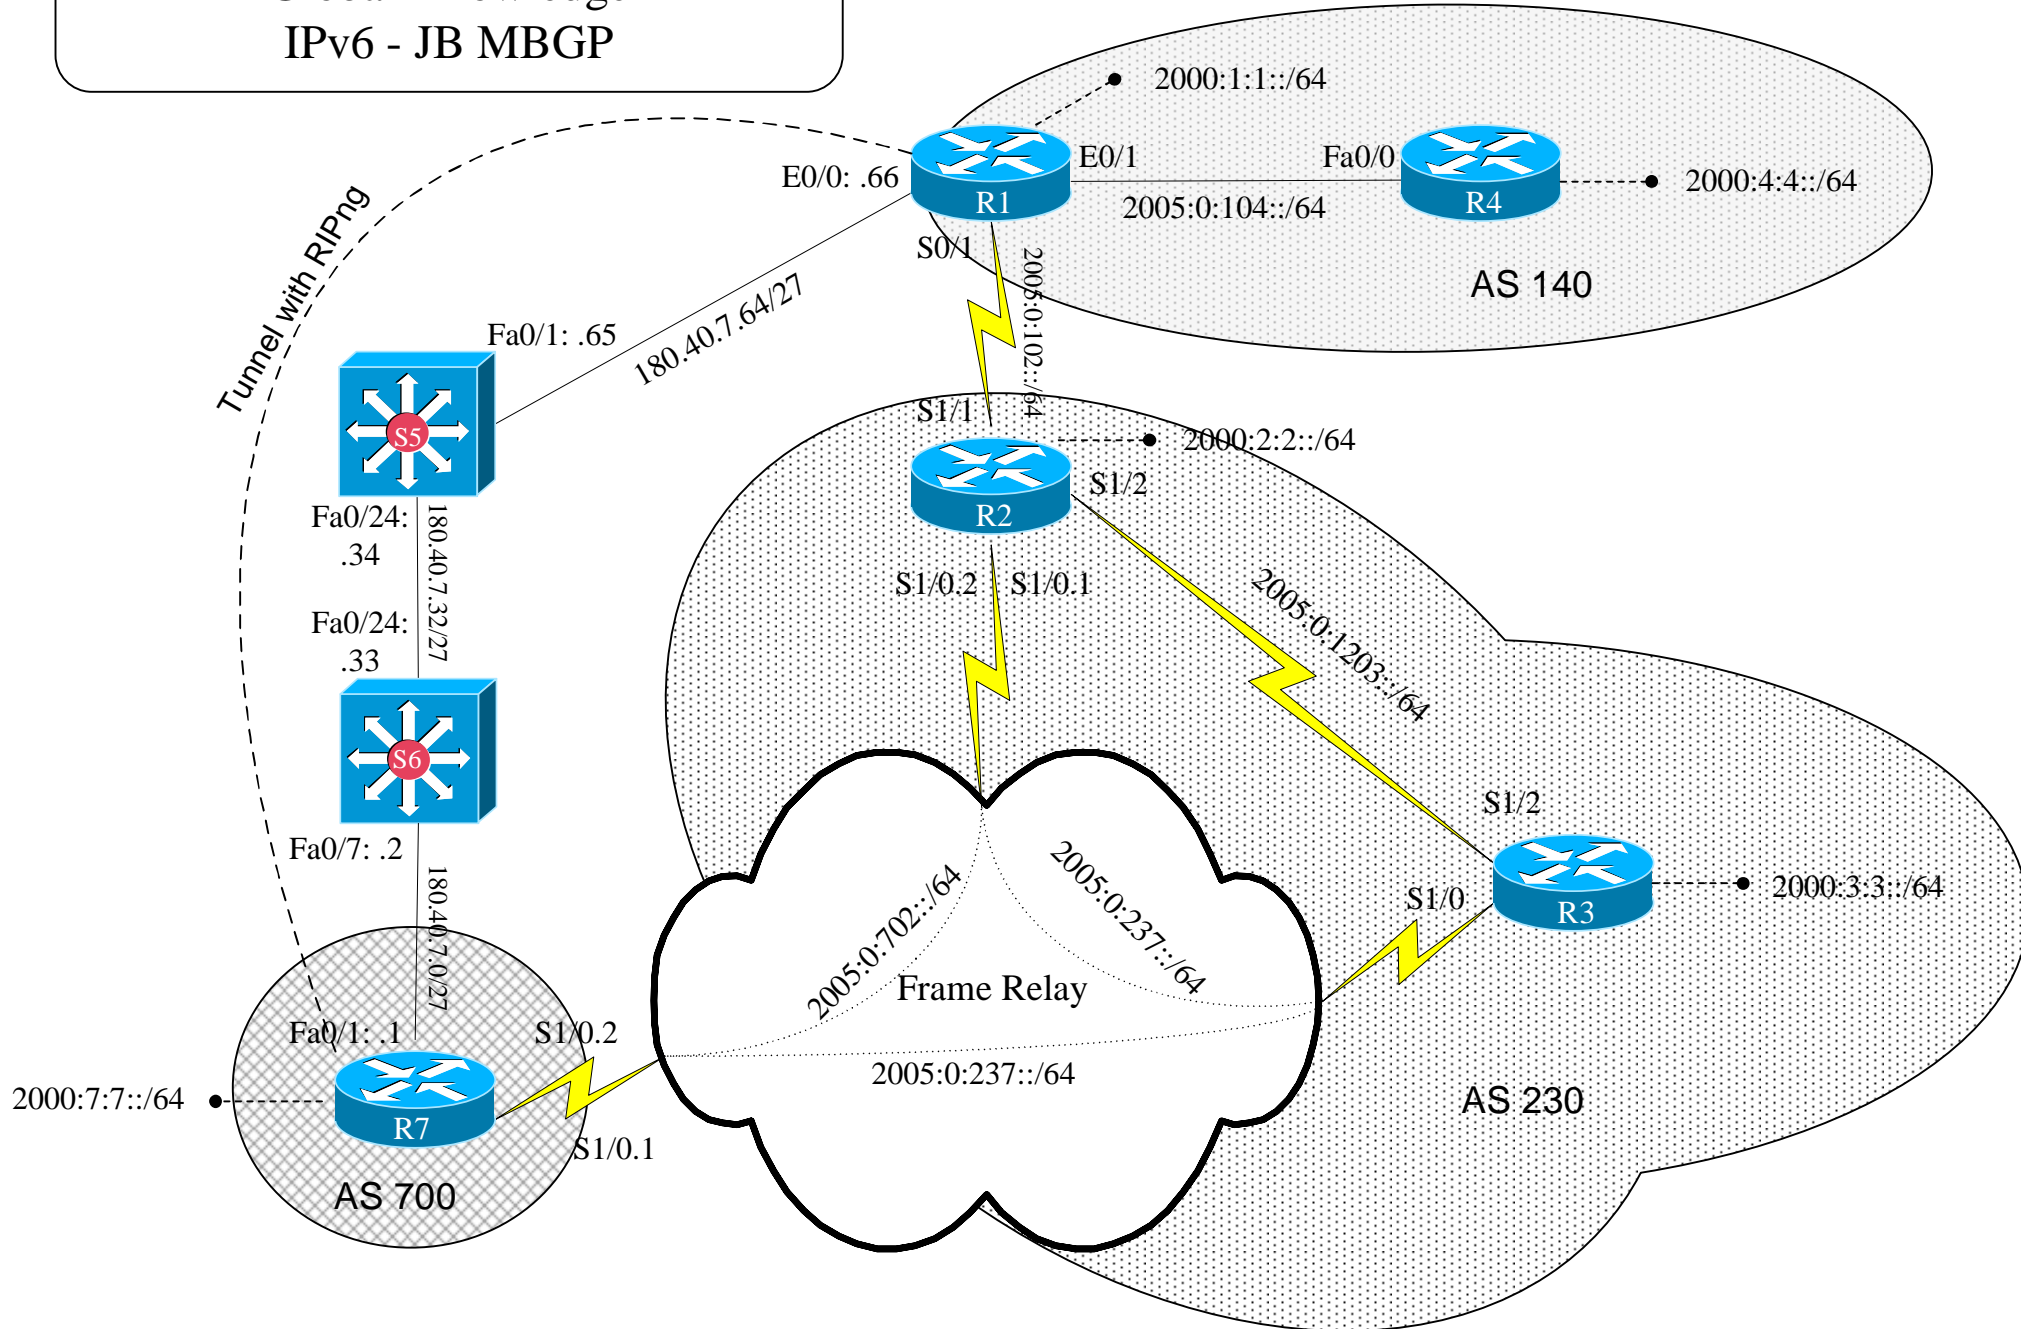 IPv6 - JB MBGP
2000:1:1::/64
E0/0: .66
E0/1
Fa0/0
R1
R4
2005:0:104::/64
2000:4:4::/64
S0/1
2005:0:102::/64
AS 140
Tunnel with RIPng
180.40.7.64/27
Fa0/1: .65
S5
S1/1
2000:2:2::/64
R2
S1/2
Fa0/24:
.34
180.40.7.32/27
Fa0/24:
.33
S1/0.2
S1/0.1
2005:0:1203::/64
S6
Fa0/7: .2
180.40.7.0/27
S1/2
R3
2000:3:3::/64
S1/0
2005:0:702::/64
2005:0:237::/64
Frame Relay
2005:0:237::/64
Fa0/1: .1
S1/0.2
2000:7:7::/64
R7
S1/0.1
AS 700
AS 230